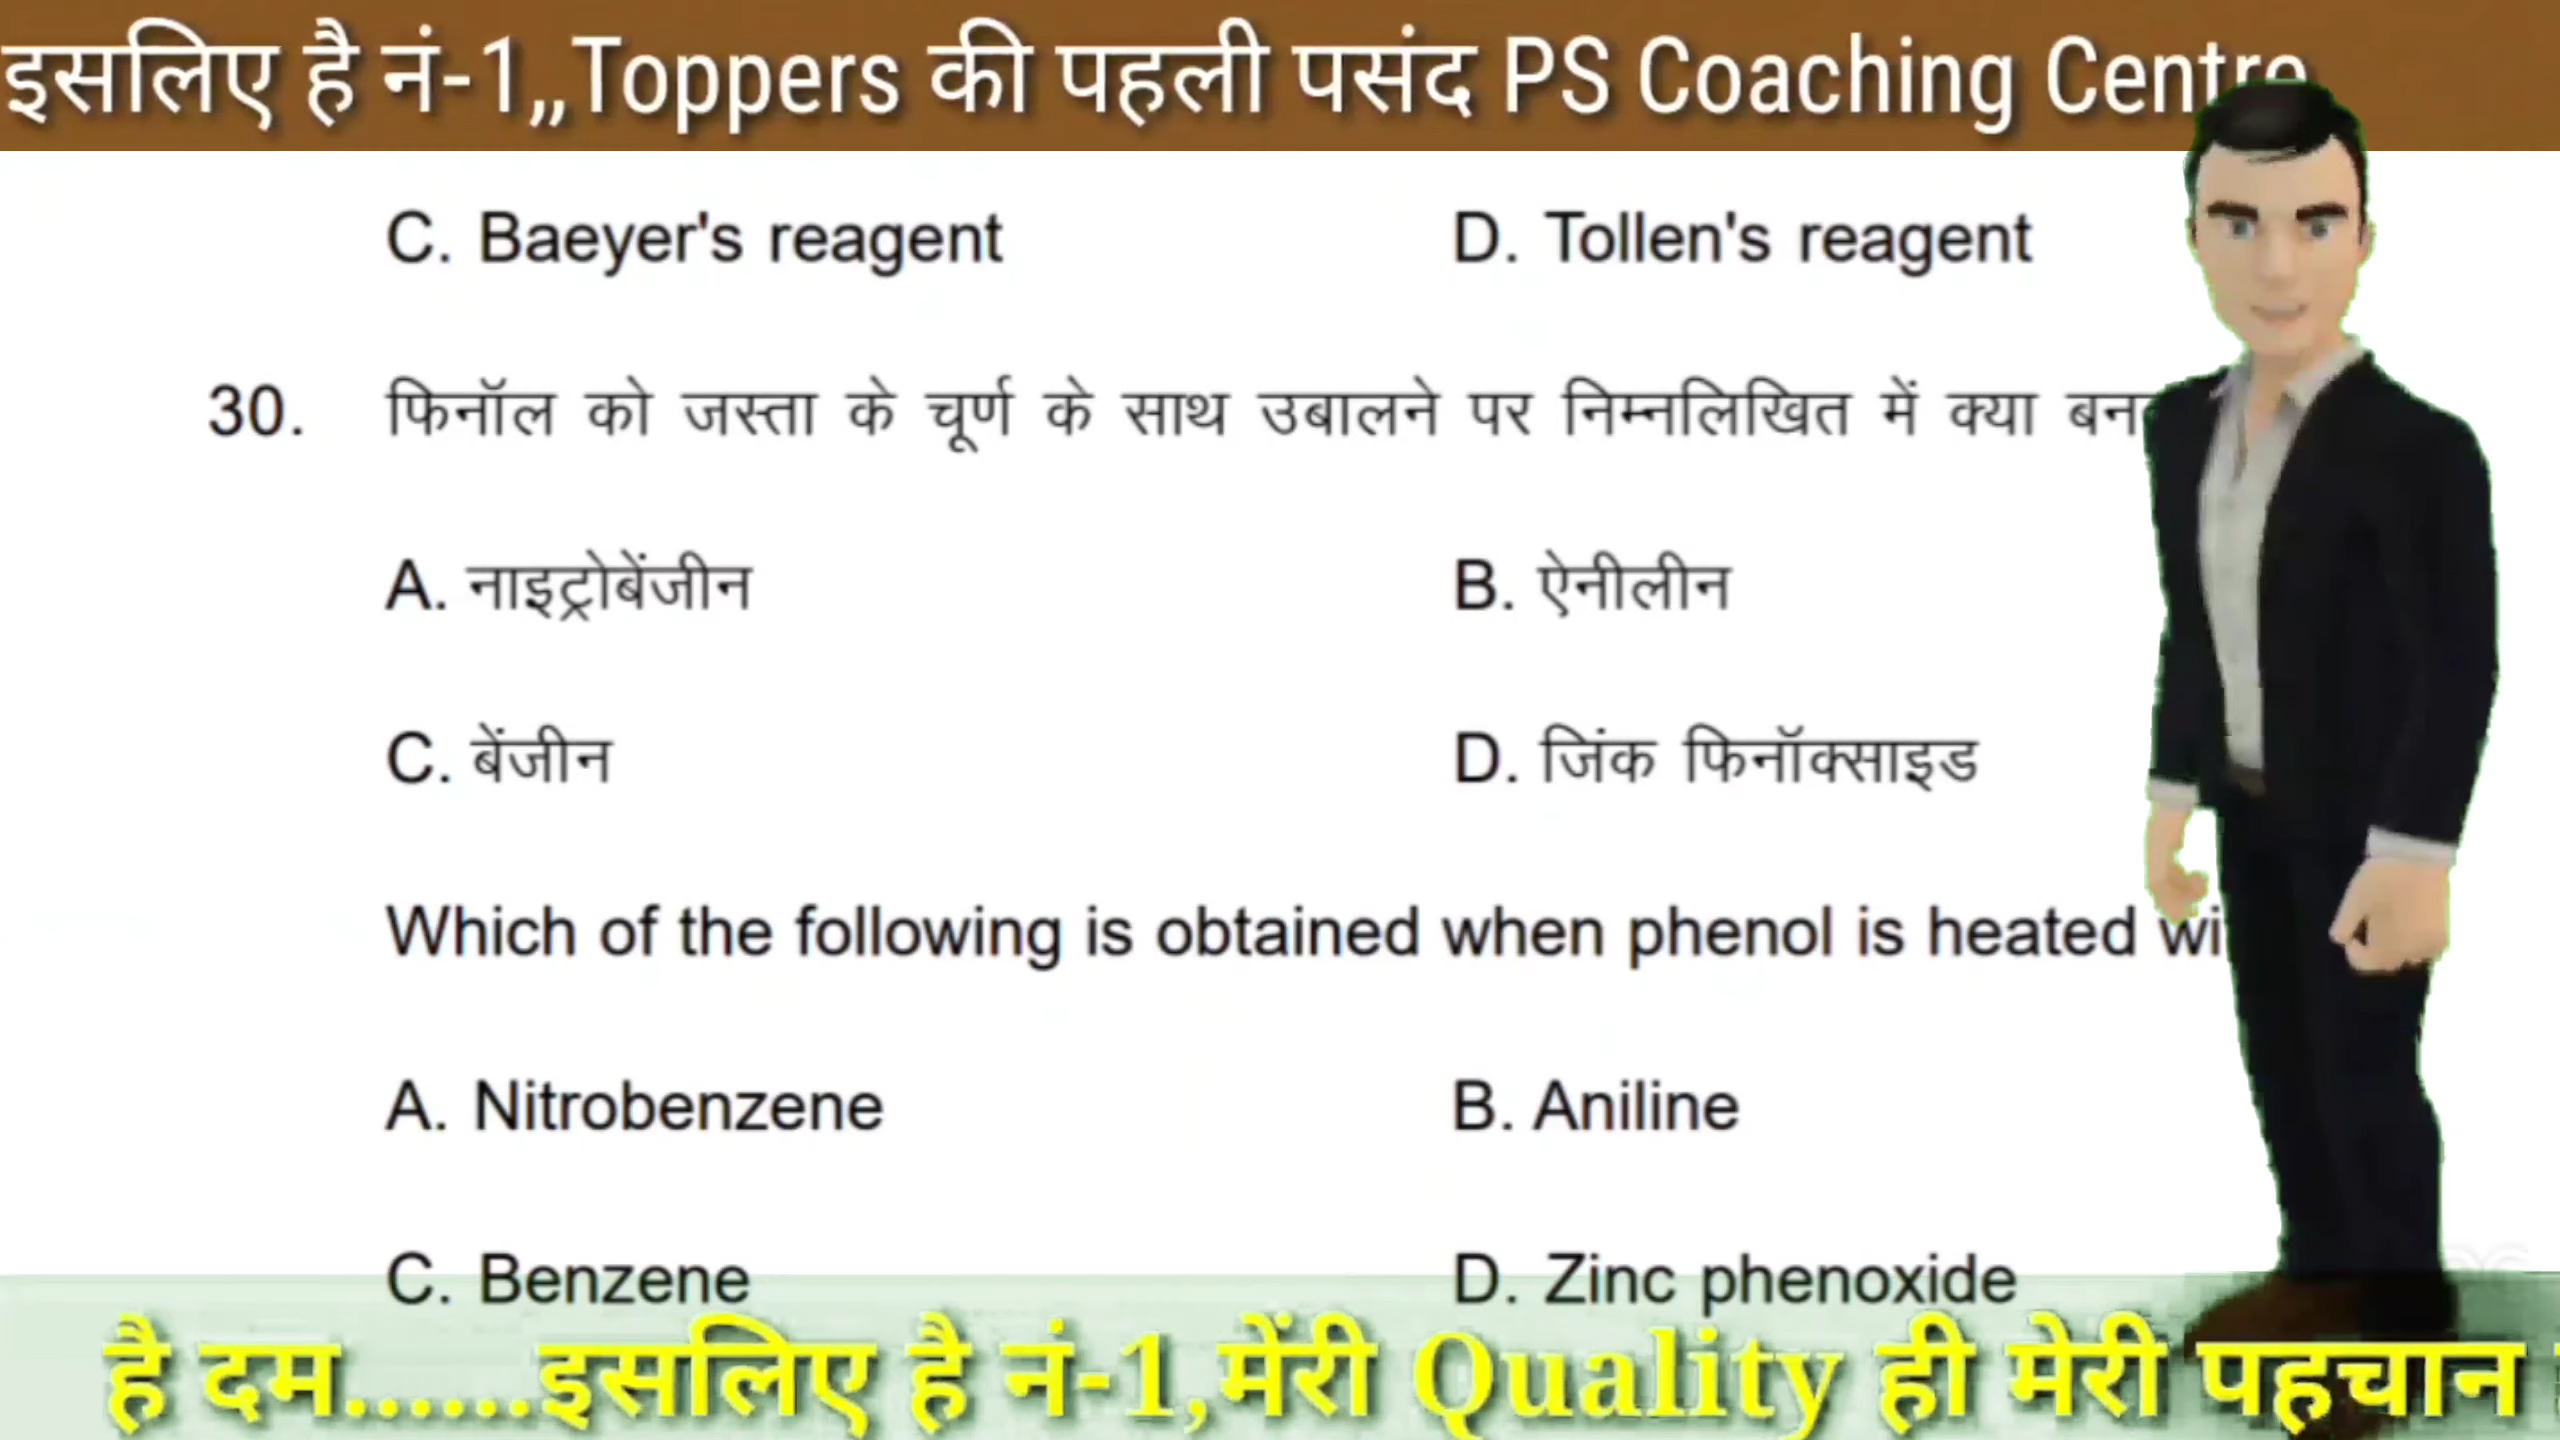 इसलिए है नं-1,,Toppers की पहली पसंद PS Coaching Centre
C. Baeyer's reagent D. Tollen's reagent
30. फिनॉल को जस्ता के चूर्ण के साथ उबालने पर निम्नलिखित में क्या
A. नाइट्रोबेंजीन B. ऐनीलीन
C. बेंजीन D. जिंक फिनॉक्साइड
Which of the following is obtained when phenol is heated
A. Nitrobenzene B. Aniline
C. Benzene D. Zinc phenoxide
है दम......इसलिए है नं-1,मेंरी Quality ही मेरी पहचान